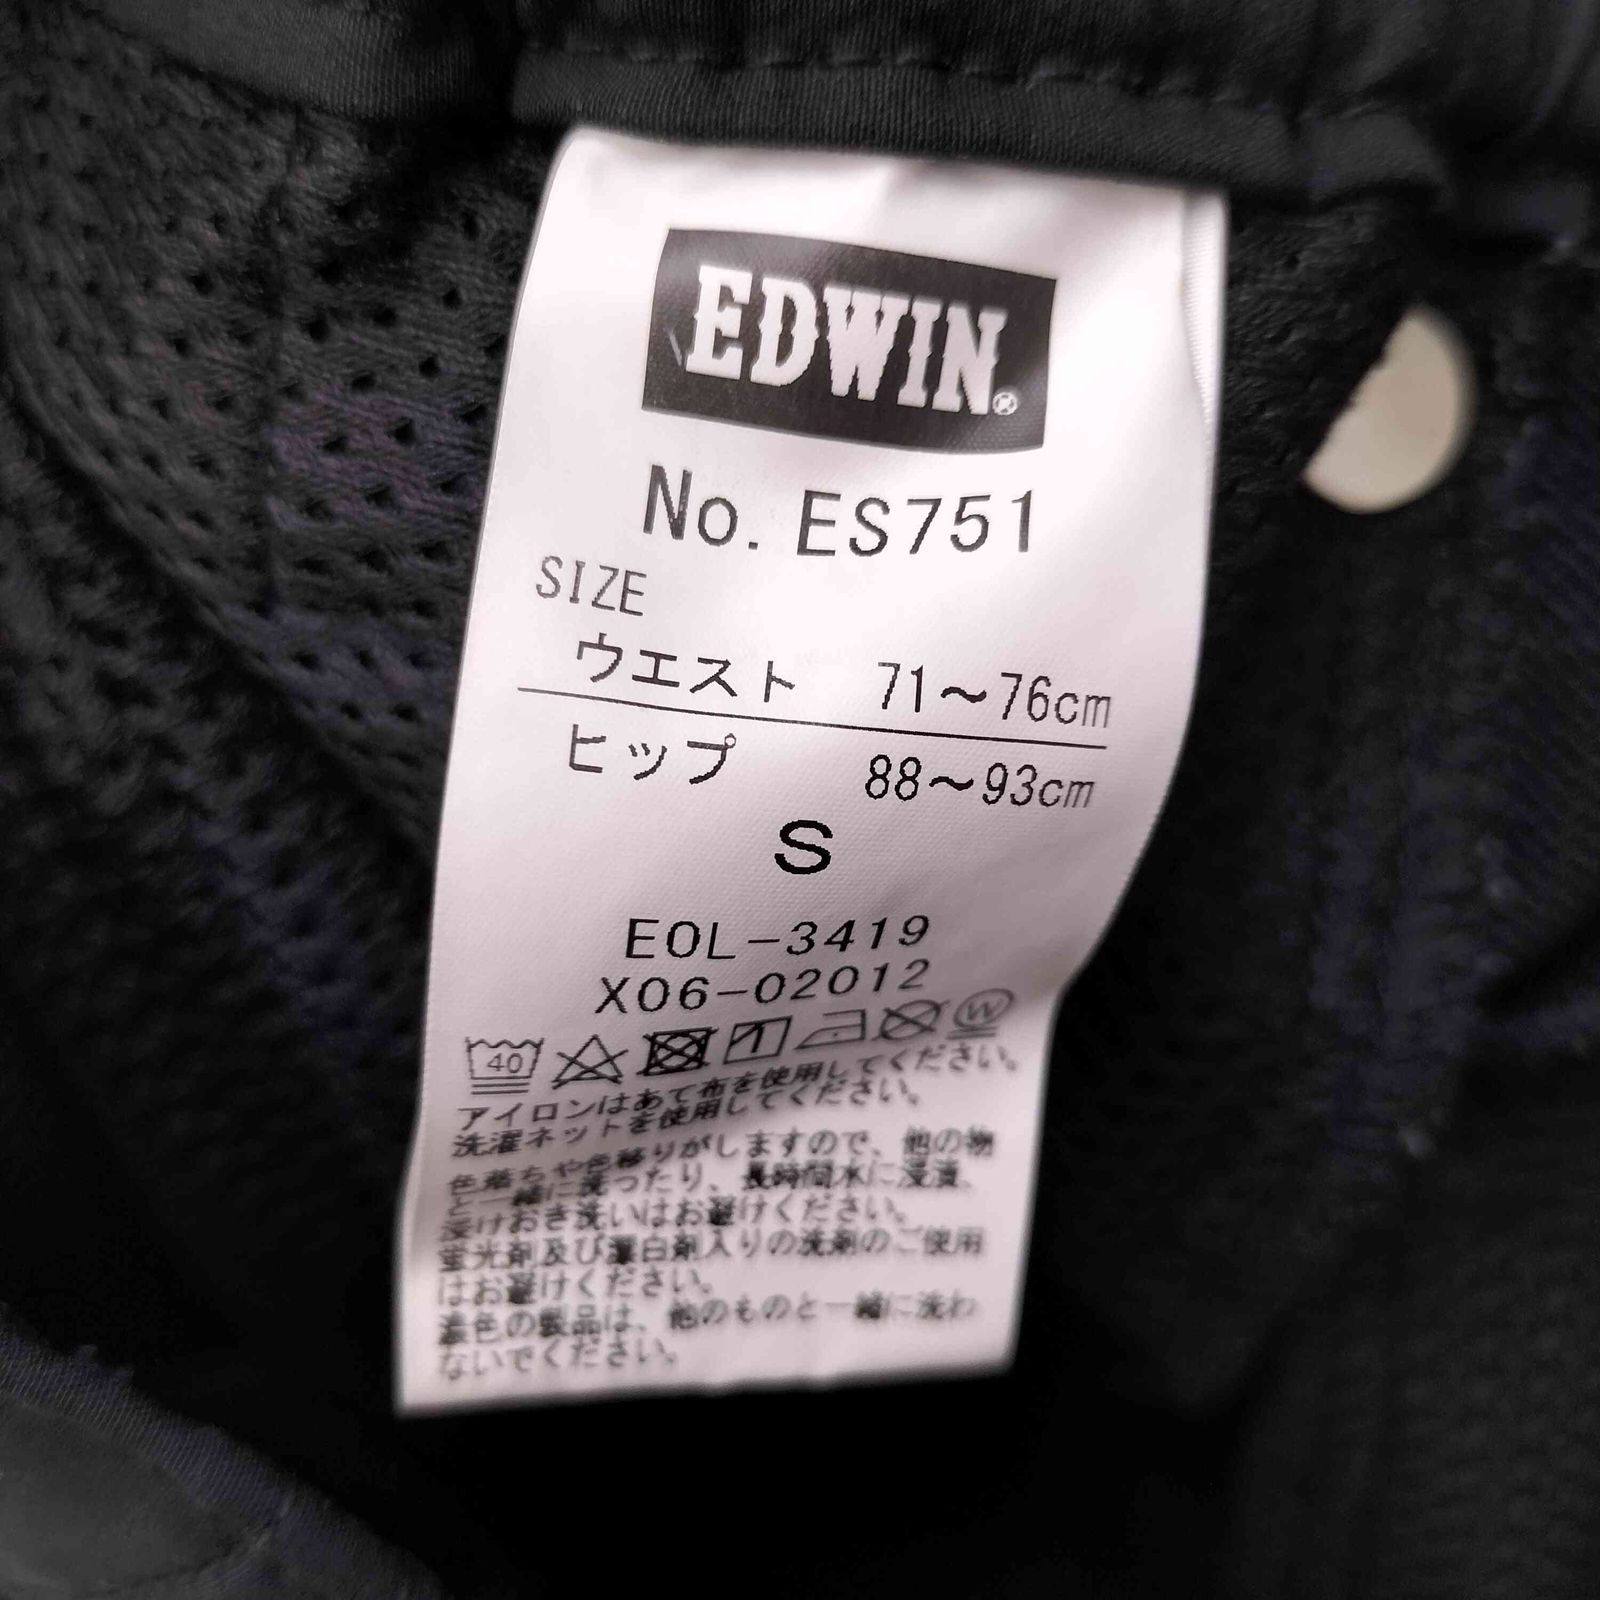 EDWIN®
No. ES751
SIZE
ウエスト 71～76cm
ヒップ 88～93cm
S
EOL-3419
X06-02012
40 W
アイロンはあて布を使用してください。
洗濯ネットを使用してください。
色落ちや色移りがしますので、他の物
と一緒に洗ったり、長時間水に浸漬、
浸けおき洗いはお避けください。
蛍光剤及び漂白剤入りの洗剤のご使用
はお避けください。
濃色の製品は、他のものと一緒に洗わ
ないでください。